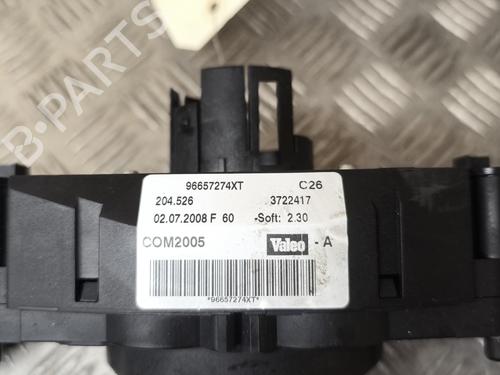 96657274XT C26
204.526 3722417
02.07.2008 F 60 -Soft: 2.30
COM2005 Valeo - A
*96657274XT*
B-PARTS